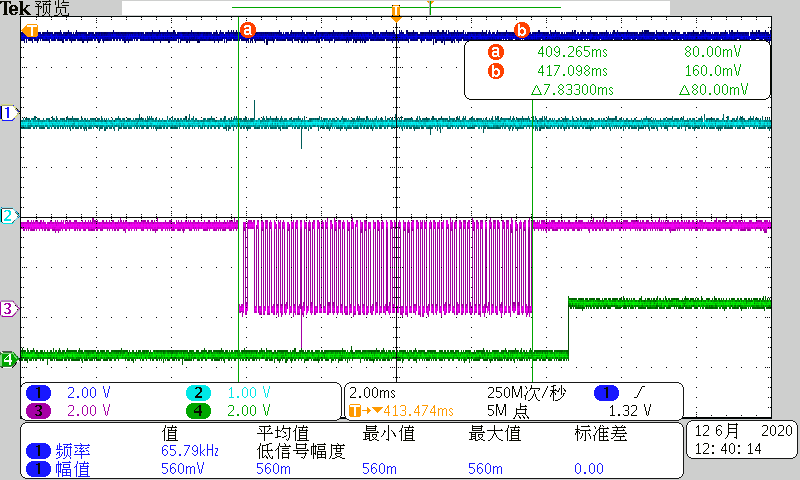 Tek 预览
T
a b
a 409.265ms 80.00mV
b 417.098ms 160.0mV
△7.83300ms △80.00mV
T
1
2
3
4
1 2.00 V 2 1.00 V
3 2.00 V 4 2.00 V
2.00ms 250M次/秒 1
T→▼413.474ms 5M 点 1.32 V
值 平均值 最小值 最大值 标准差
1 频率 65.79kHz 低信号幅度
1 幅值 560mV 560m 560m 560m 0.00
12 6月 2020
12:40:14